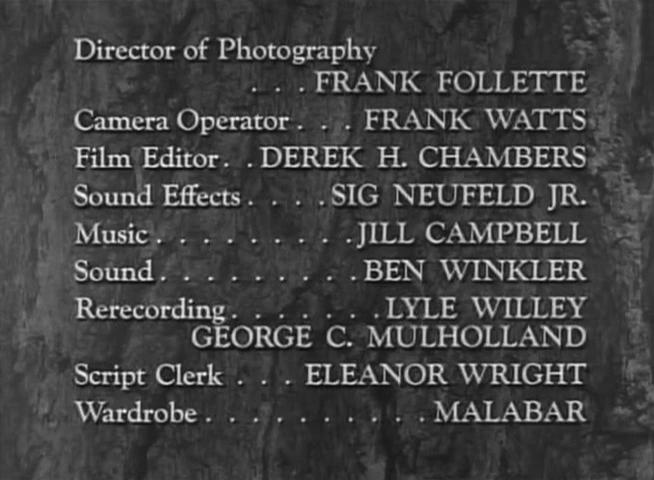 Director of Photography
. . . FRANK FOLLETTE
Camera Operator . . . FRANK WATTS
Film Editor . . DEREK H. CHAMBERS
Sound Effects . . . . SIG NEUFELD JR.
Music . . . . . . . . . JILL CAMPBELL
Sound . . . . . . . . . BEN WINKLER
Rerecording . . . . . . . LYLE WILLEY
GEORGE C. MULHOLLAND
Script Clerk . . . ELEANOR WRIGHT
Wardrobe . . . . . . . . . . MALABAR